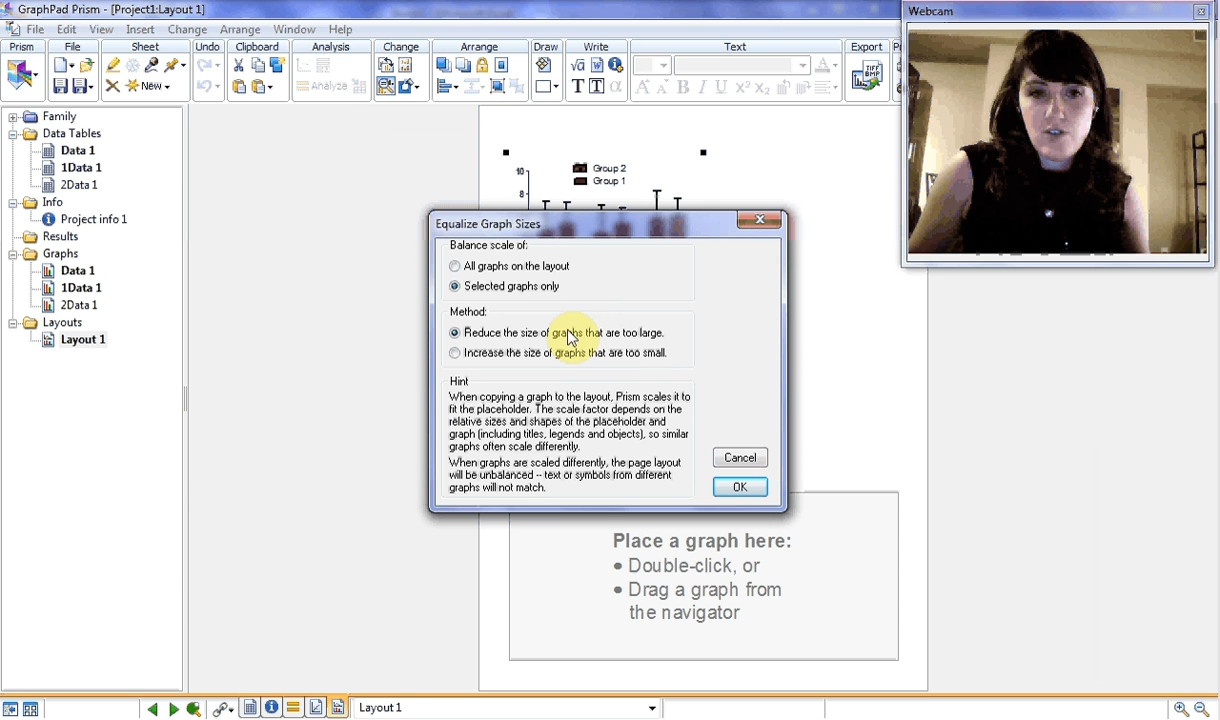 GraphPad Prism - [Project1:Layout 1]
File Edit View Insert Change Arrange Window Help
Prism File Sheet Undo Clipboard Analysis Change Arrange Draw Write Text Export
New
Analyze
TIFF
BMP
Webcam
Family
Data Tables
Data 1
1Data 1
2Data 1
Info
Project info 1
Results
Graphs
Data 1
1Data 1
2Data 1
Layouts
Layout 1
10
8
Group 2
Group 1
Equalize Graph Sizes
Balance scale of:
All graphs on the layout
Selected graphs only
Method:
Reduce the size of graphs that are too large.
Increase the size of graphs that are too small.
Hint
When copying a graph to the layout, Prism scales it to
fit the placeholder. The scale factor depends on the
relative sizes and shapes of the placeholder and
graph (including titles, legends and objects), so similar
graphs often scale differently.
When graphs are scaled differently, the page layout
will be unbalanced -- text or symbols from different
graphs will not match.
Cancel
OK
Place a graph here:
• Double-click, or
• Drag a graph from
the navigator
Layout 1